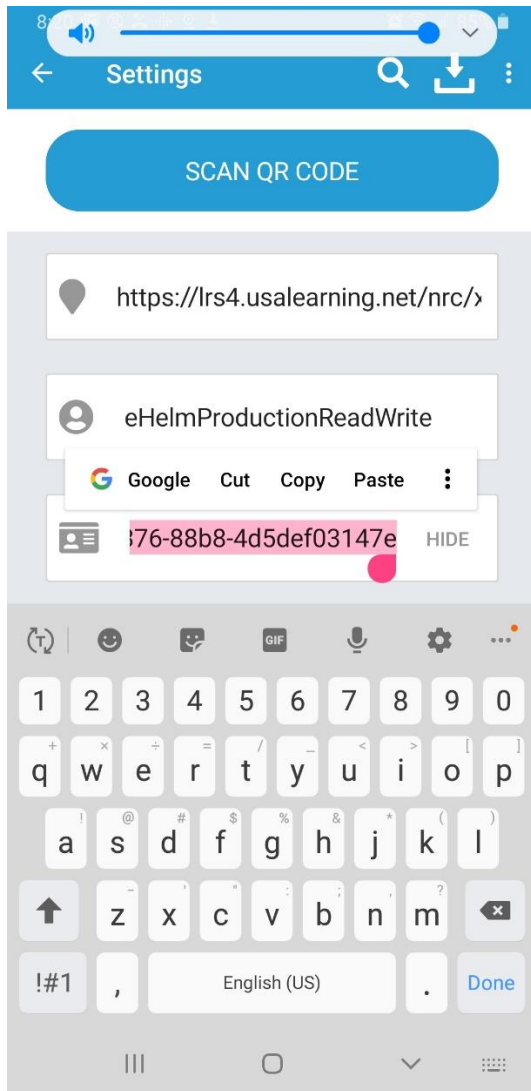 Settings
SCAN QR CODE
https://lrs4.usalearning.net/nrc/x
eHelmProductionReadWrite
Google Cut Copy Paste
376-88b8-4d5def03147e HIDE
GIF
1 2 3 4 5 6 7 8 9 0
+ × ÷ = / _ < > [ ]
q w e r t y u i o p
! @ # $ % & * ( )
a s d f g h j k l
- ' " : ; , ?
z x c v b n m
!#1 , English (US) . Done